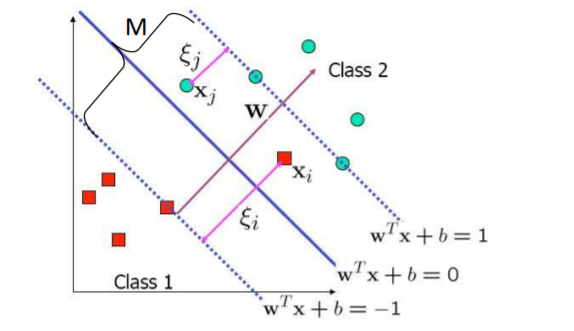 M
ξj
xj
Class 2
w
xi
ξi
wTx + b = 1
Class 1
wTx + b = 0
wTx + b = −1